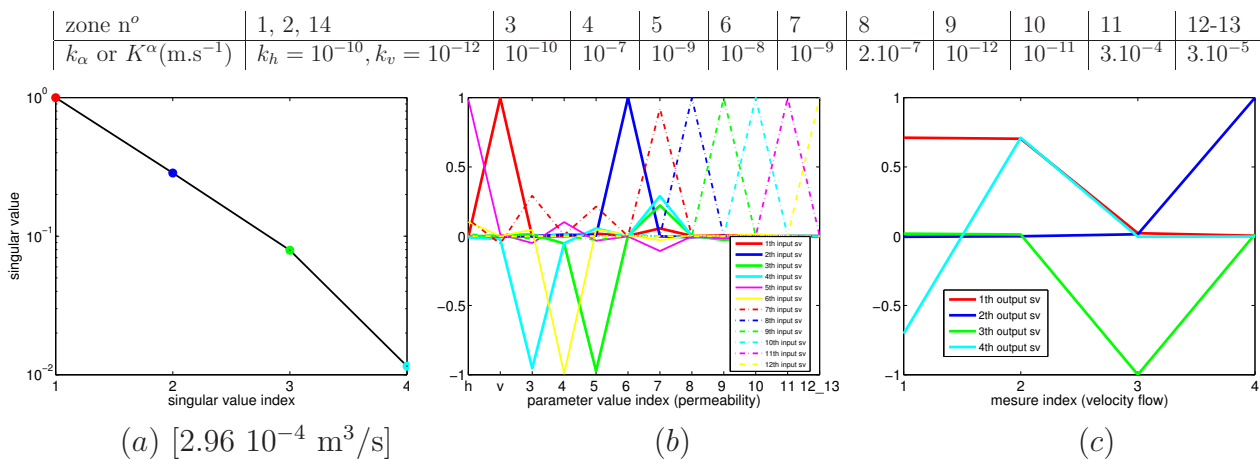 zone nº 1, 2, 14 3 4 5 6 7 8 9 10 11 12-13
kα or Kᵅ(m.s⁻¹) kₕ = 10⁻¹⁰, kᵥ = 10⁻¹² 10⁻¹⁰ 10⁻⁷ 10⁻⁹ 10⁻⁸ 10⁻⁹ 2.10⁻⁷ 10⁻¹² 10⁻¹¹ 3.10⁻⁴ 3.10⁻⁵
10⁰
10⁻¹
10⁻²
singular value
1 2 3 4
singular value index
(a) [2.96 10⁻⁴ m³/s]
1
0.5
0
−0.5
−1
1th input sv
2th input sv
3th input sv
4th input sv
5th input sv
6th input sv
7th input sv
8th input sv
9th input sv
10th input sv
11th input sv
12th input sv
h v 3 4 5 6 7 8 9 10 11 12_13
parameter value index (permeability)
(b)
1
0.5
0
−0.5
−1
1th output sv
2th output sv
3th output sv
4th output sv
1 2 3 4
mesure index (velocity flow)
(c)